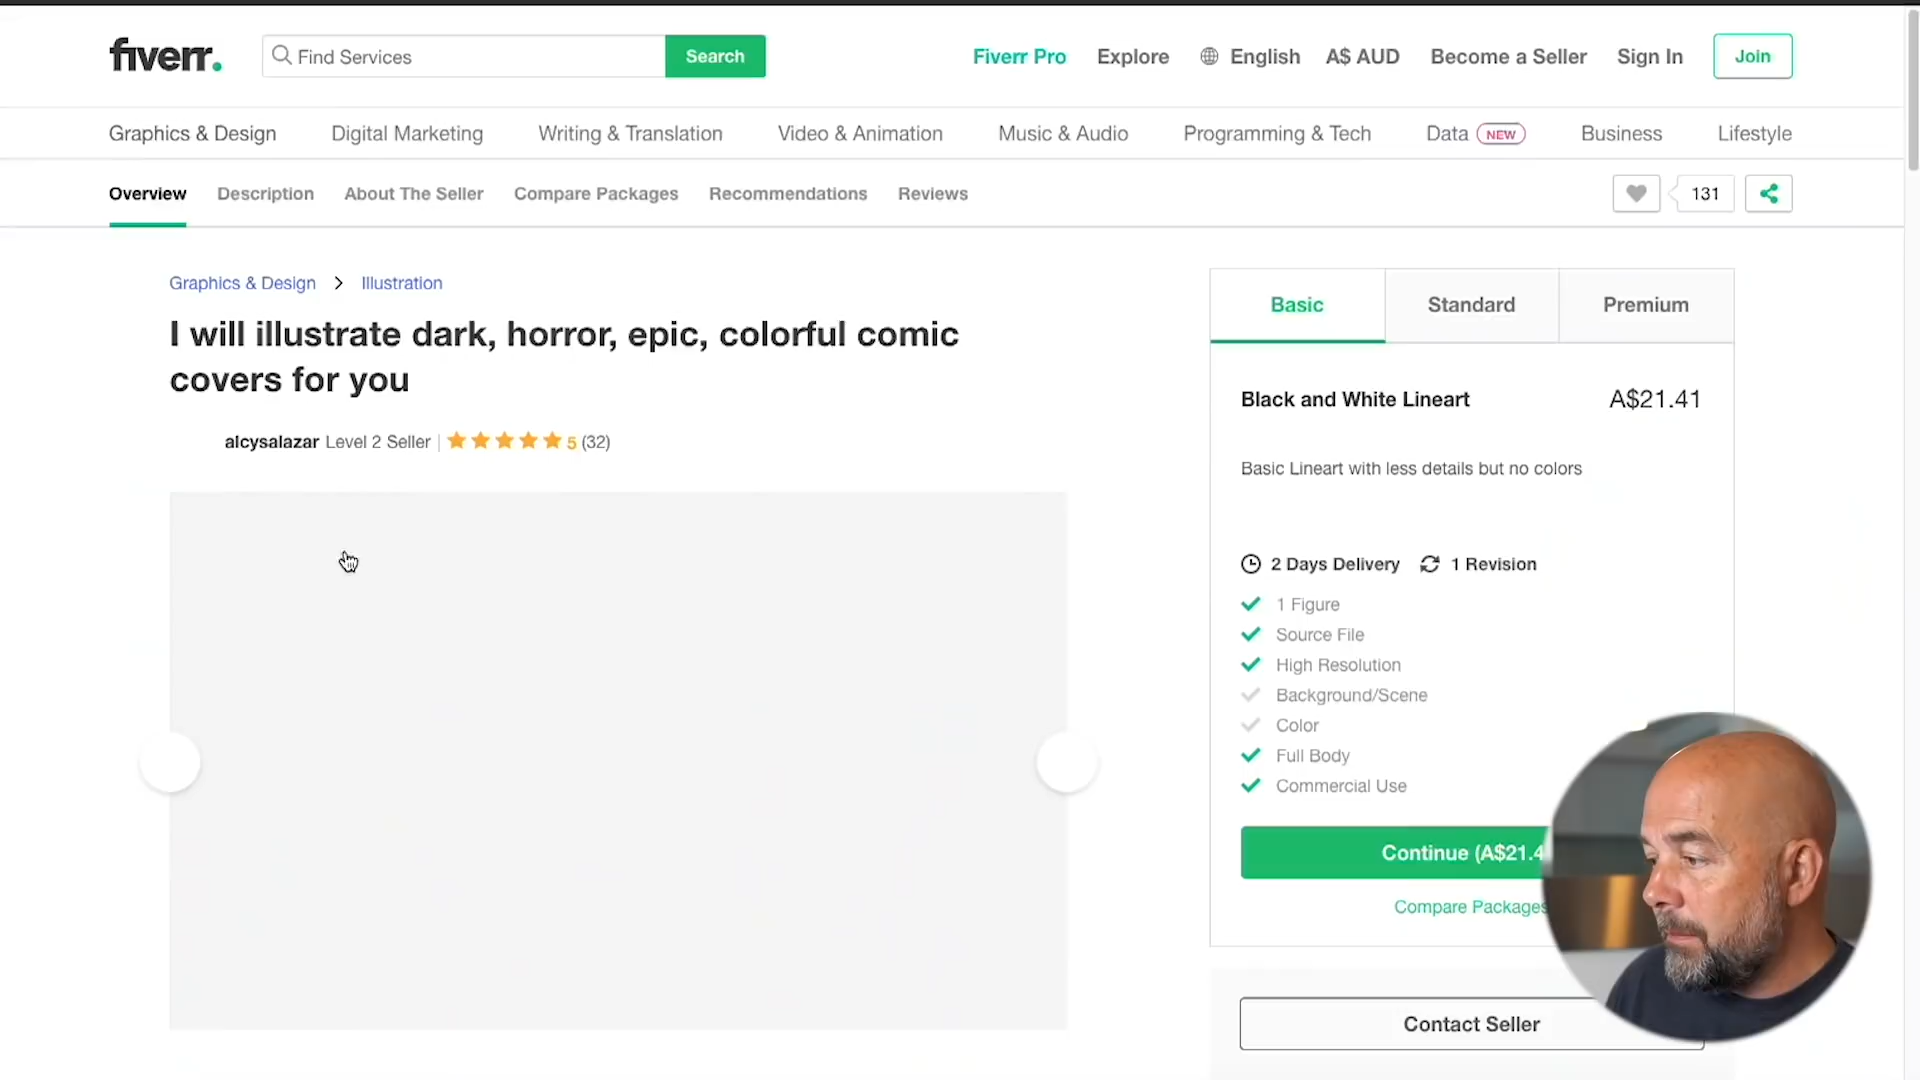 fiverr.
Find Services
Search
Fiverr Pro
Explore
English
A$ AUD
Become a Seller
Sign In
Join
Graphics & Design
Digital Marketing
Writing & Translation
Video & Animation
Music & Audio
Programming & Tech
Data NEW
Business
Lifestyle
Overview
Description
About The Seller
Compare Packages
Recommendations
Reviews
131
Graphics & Design > Illustration
I will illustrate dark, horror, epic, colorful comic
covers for you
alcysalazar Level 2 Seller | 5 (32)
Basic
Standard
Premium
Black and White Lineart
A$21.41
Basic Lineart with less details but no colors
2 Days Delivery
1 Revision
1 Figure
Source File
High Resolution
Background/Scene
Color
Full Body
Commercial Use
Continue (A$21.4
Compare Packages
Contact Seller